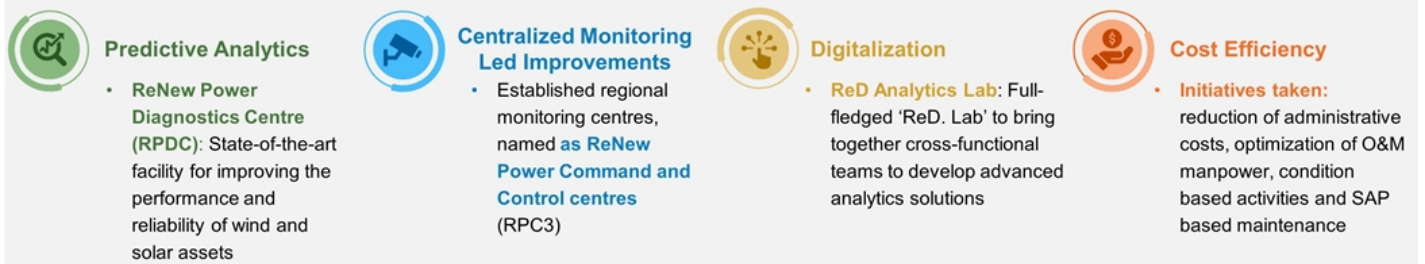 Predictive Analytics
• ReNew Power
Diagnostics Centre
(RPDC): State-of-the-art
facility for improving the
performance and
reliability of wind and
solar assets
Centralized Monitoring
Led Improvements
• Established regional
monitoring centres,
named as ReNew
Power Command and
Control centres
(RPC3)
Digitalization
• ReD Analytics Lab: Full-
fledged ‘ReD. Lab’ to bring
together cross-functional
teams to develop advanced
analytics solutions
Cost Efficiency
• Initiatives taken:
reduction of administrative
costs, optimization of O&M
manpower, condition
based activities and SAP
based maintenance